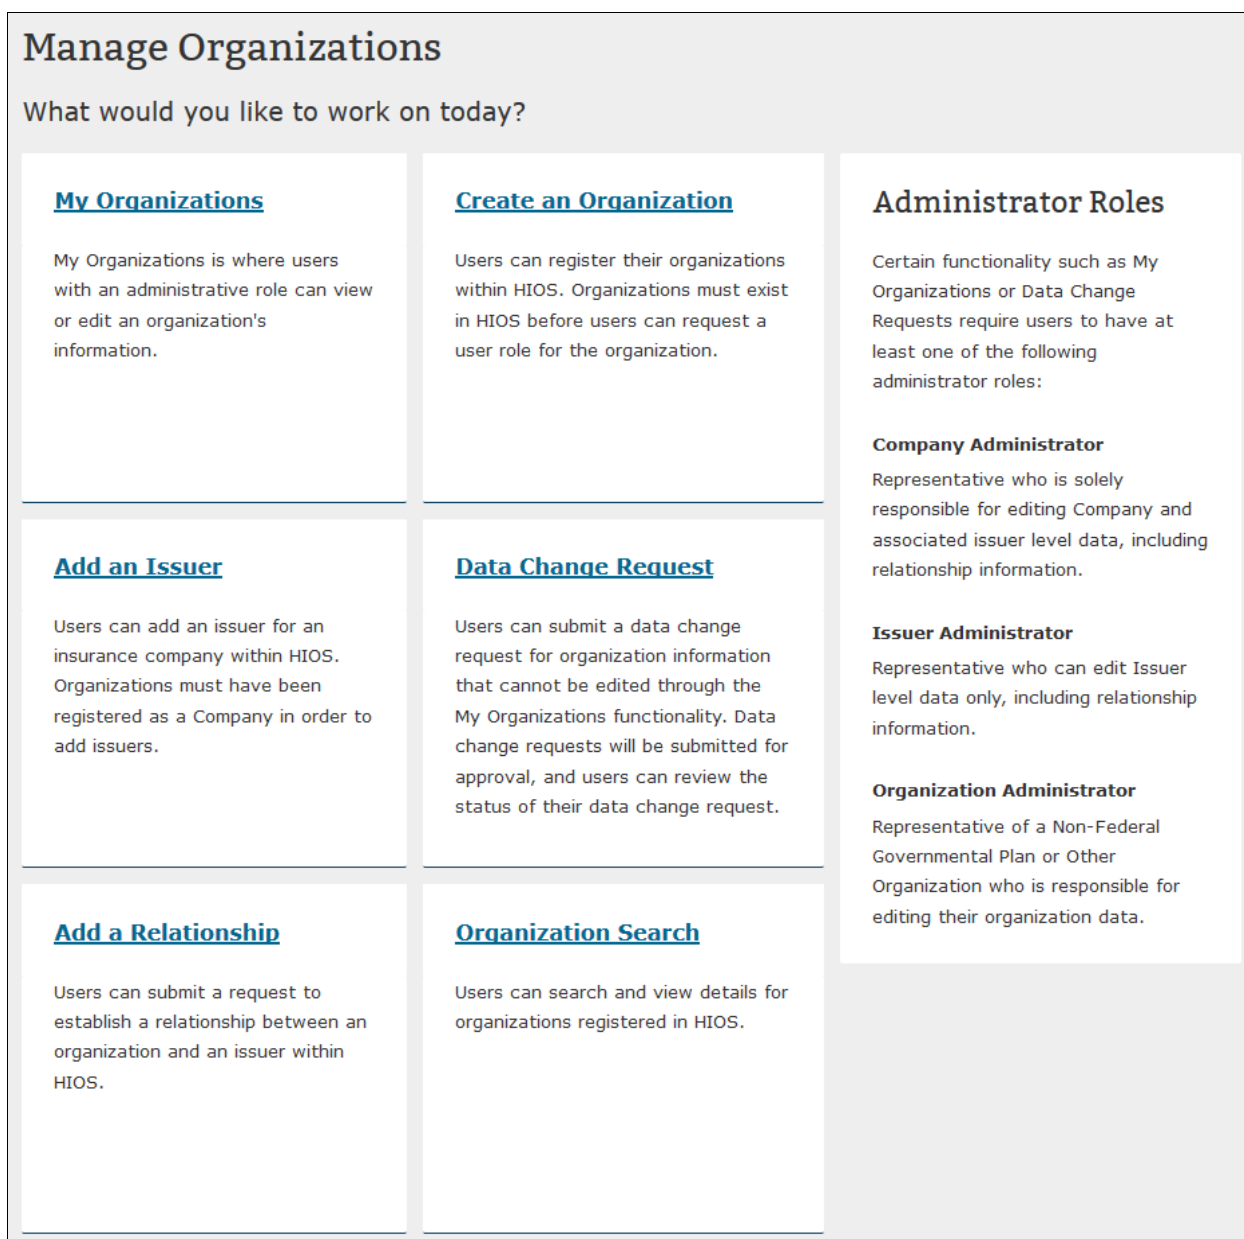 Manage Organizations
What would you like to work on today?
My Organizations
My Organizations is where users
with an administrative role can view
or edit an organization's
information.
Create an Organization
Users can register their organizations
within HIOS. Organizations must exist
in HIOS before users can request a
user role for the organization.
Add an Issuer
Users can add an issuer for an
insurance company within HIOS.
Organizations must have been
registered as a Company in order to
add issuers.
Data Change Request
Users can submit a data change
request for organization information
that cannot be edited through the
My Organizations functionality. Data
change requests will be submitted for
approval, and users can review the
status of their data change request.
Add a Relationship
Users can submit a request to
establish a relationship between an
organization and an issuer within
HIOS.
Organization Search
Users can search and view details for
organizations registered in HIOS.
Administrator Roles
Certain functionality such as My
Organizations or Data Change
Requests require users to have at
least one of the following
administrator roles:
Company Administrator
Representative who is solely
responsible for editing Company and
associated issuer level data, including
relationship information.
Issuer Administrator
Representative who can edit Issuer
level data only, including relationship
information.
Organization Administrator
Representative of a Non-Federal
Governmental Plan or Other
Organization who is responsible for
editing their organization data.